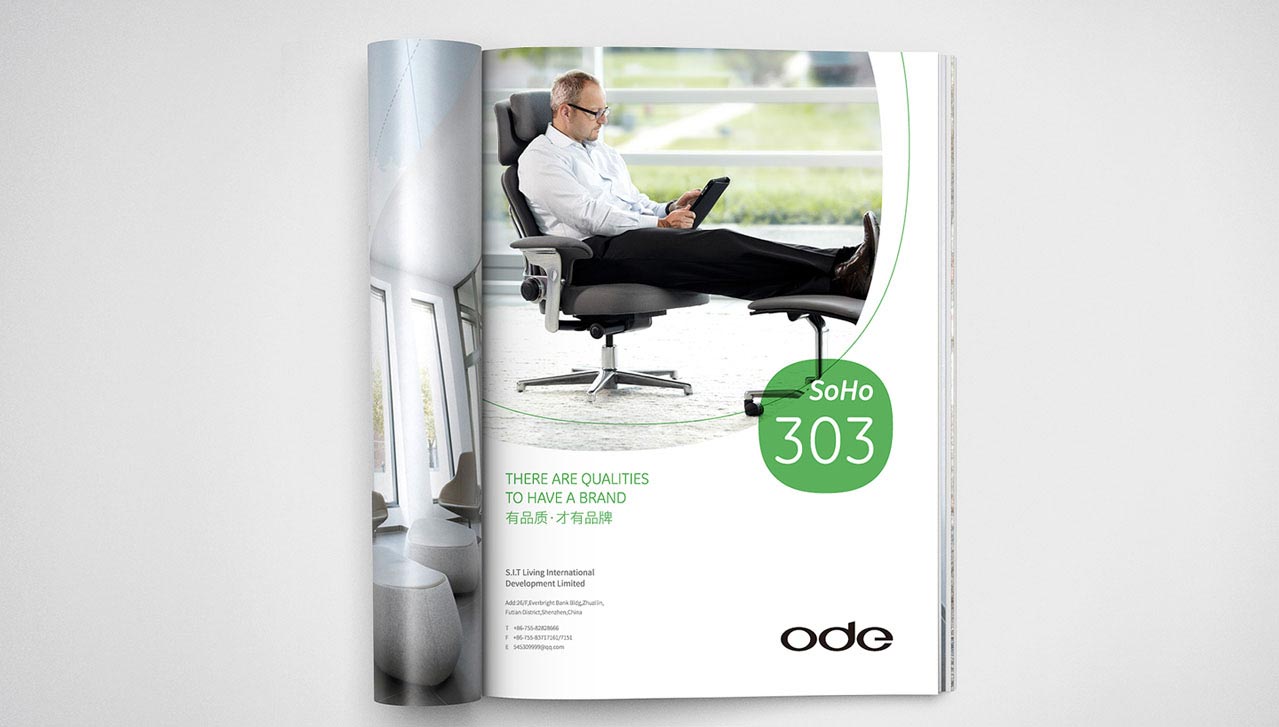 SoHo
303
THERE ARE QUALITIES
TO HAVE A BRAND
有品质·才有品牌
S.I.T Living International
Development Limited
Add:26/F,Everbright Bank Bldg,Zhuzilin,
Futian District,Shenzhen,China
T +86-755-82828666
F +86-755-83717161/7151
E 545309999@qq.com
ode